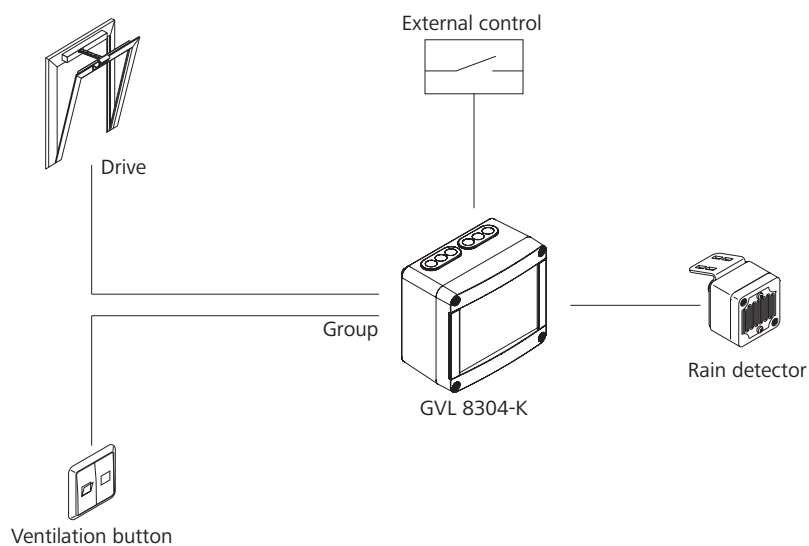 External control
Drive
Group
GVL 8304-K
Rain detector
Ventilation button